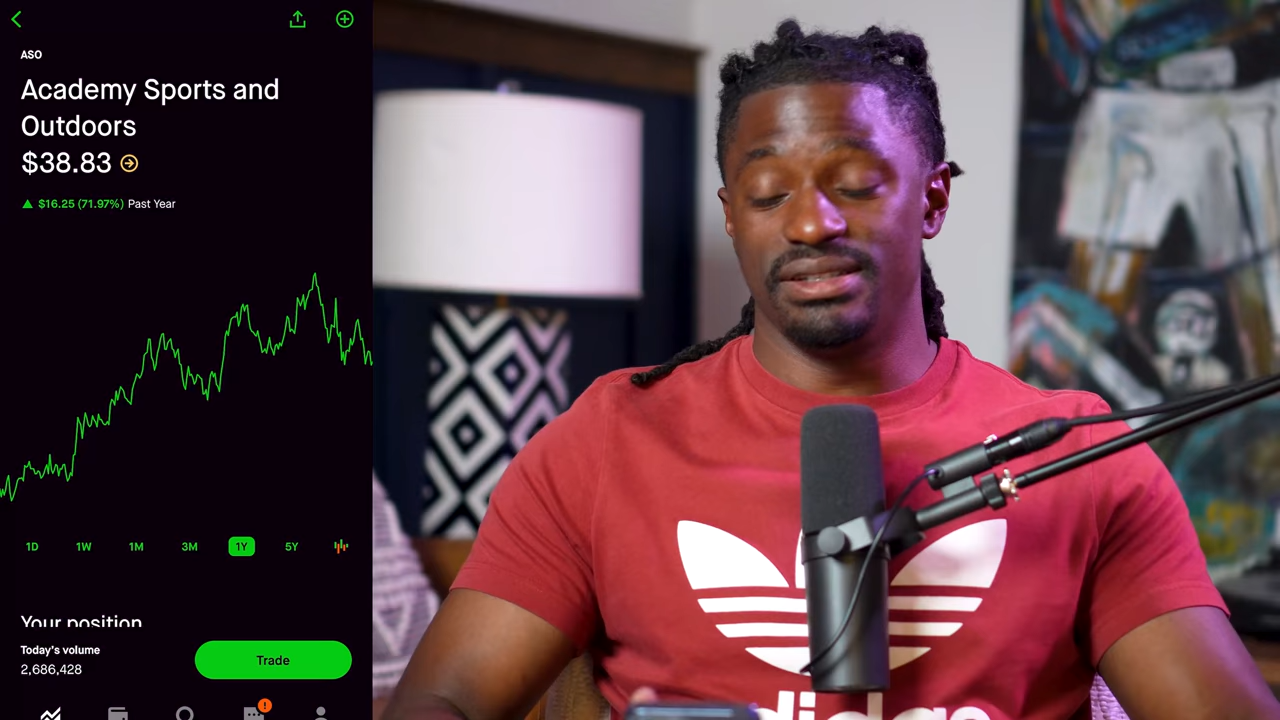 ASO
Academy Sports and
Outdoors
$38.83
$16.25 (71.97%) Past Year
1D 1W 1M 3M 1Y 5Y
Your position
Today's volume
2,686,428
Trade
!
adidas